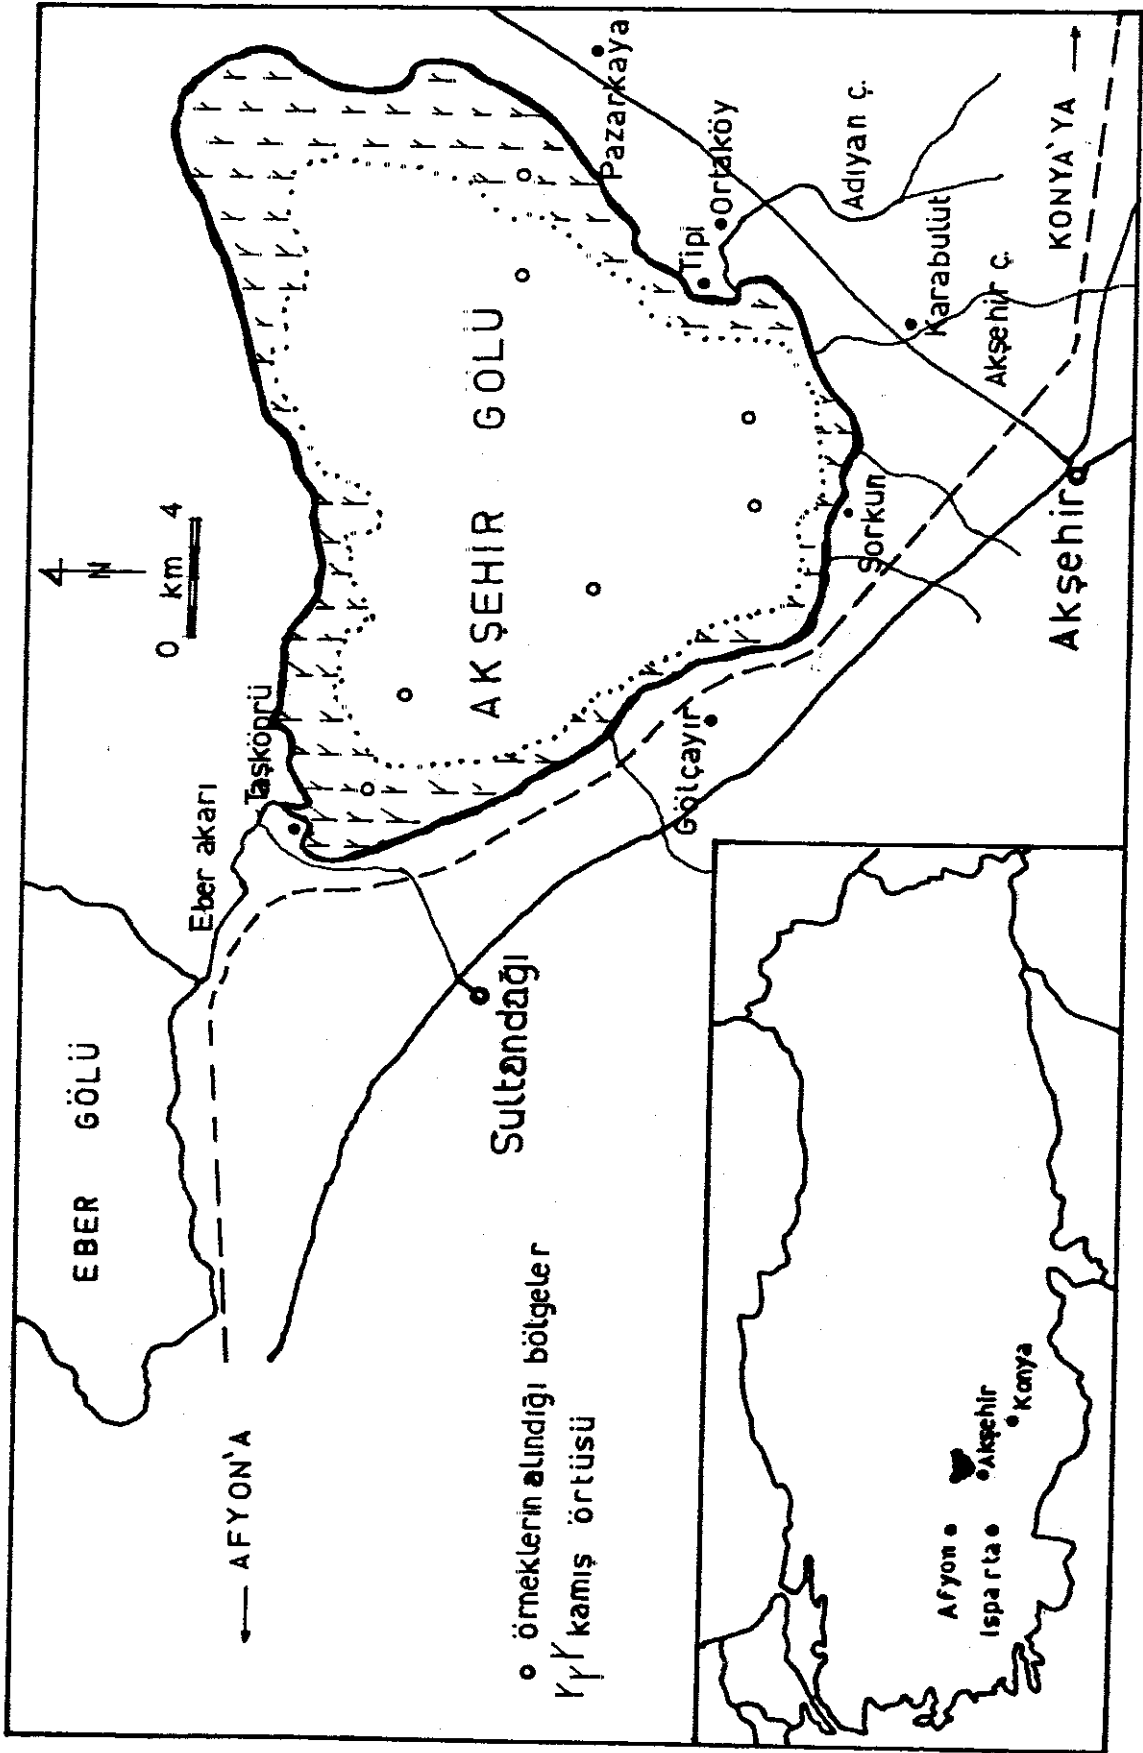 EBER GÖLÜ
Eber akarı
Taşköprü
N
0 km 4
AKŞEHİR GÖLÜ
Pazarkaya
Ortaköy
Tipi
Adıyan ç.
Karabulut
Akşehir ç.
KONYA'YA
Sorkun
Akşehir
Gölçayır
Sultandağı
AFYON'A
örneklerin alındığı bölgeler
kamış örtüsü
Afyon
Isparta
Akşehir
Konya